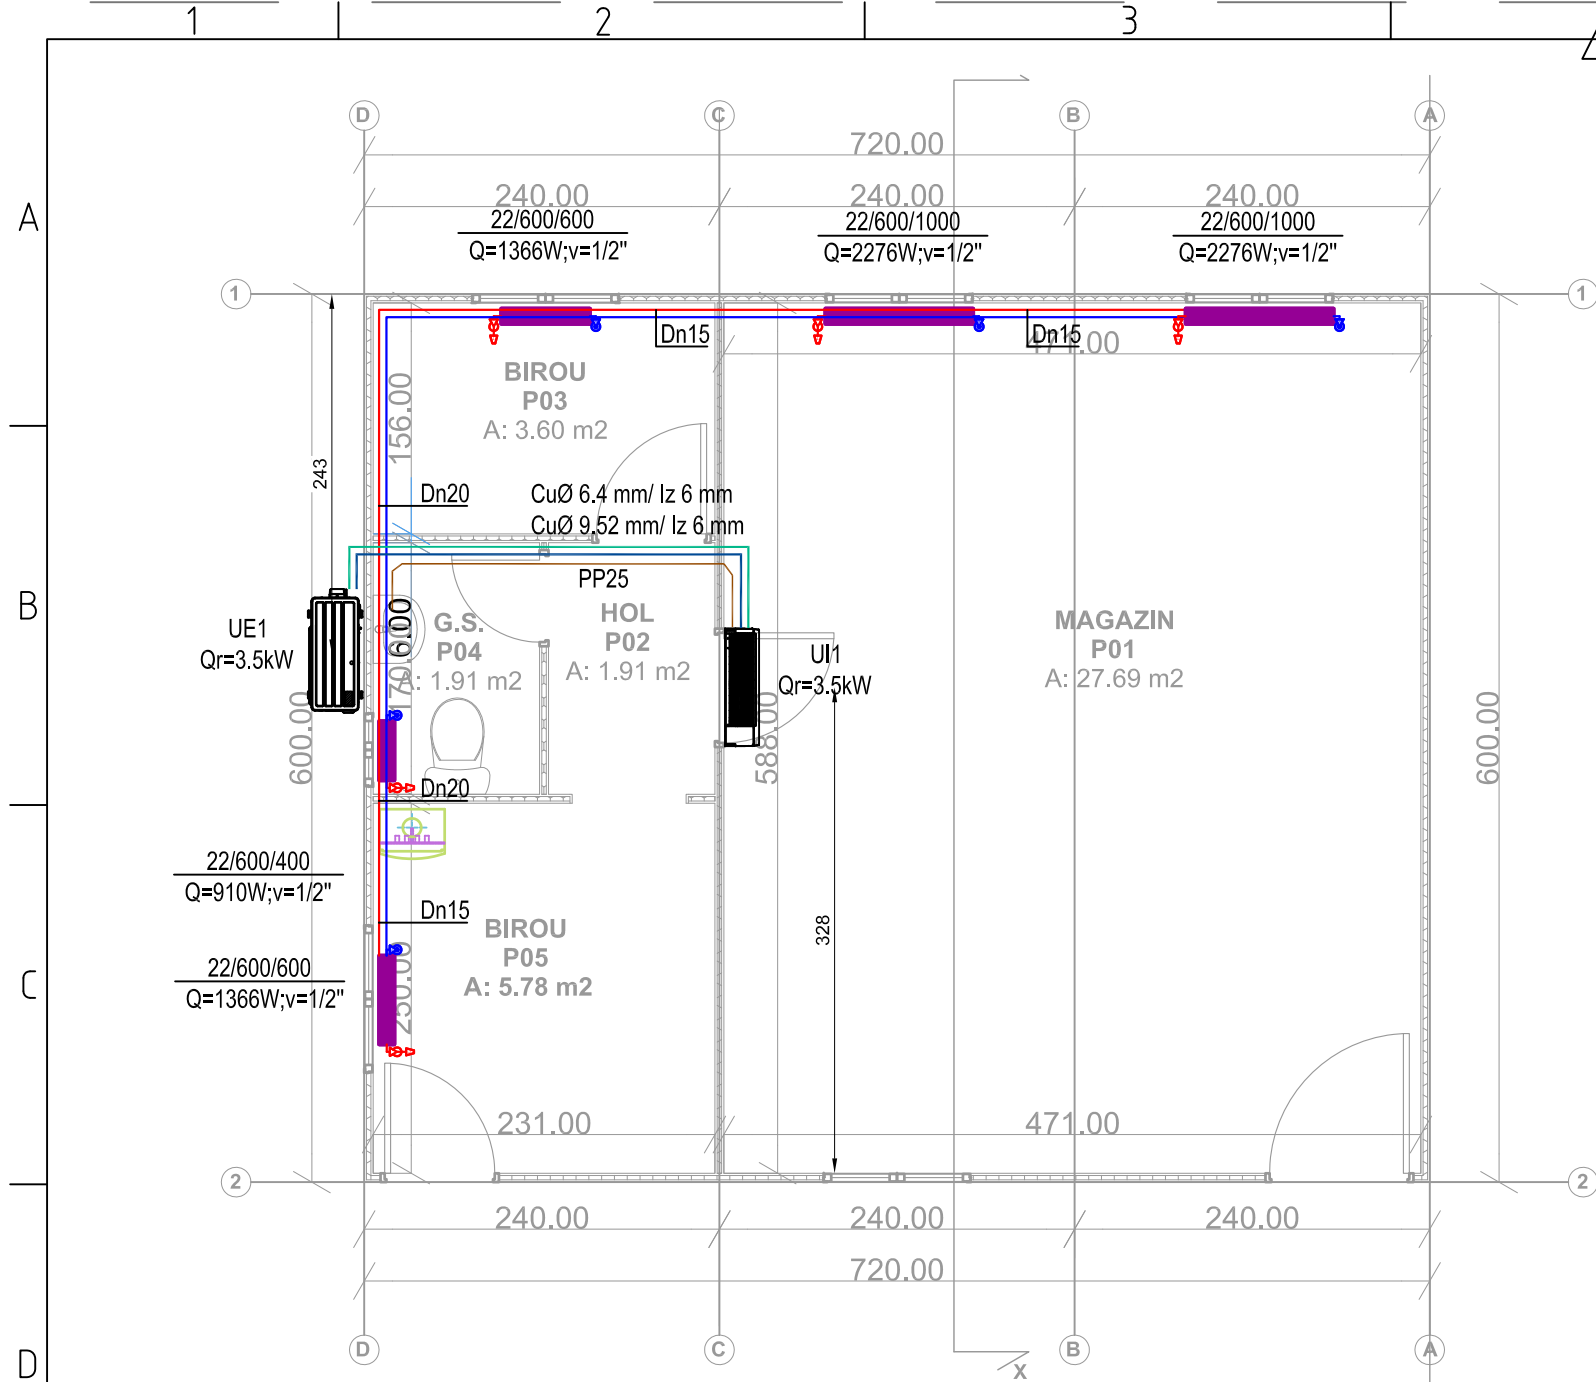 1
2
3
D
C
B
A
720.00
240.00
240.00
240.00
A
22/600/600
Q=1366W;v=1/2"
22/600/1000
Q=2276W;v=1/2"
22/600/1000
Q=2276W;v=1/2"
1
1
Dn15
Dn15
471.00
BIROU
P03
A: 3.60 m2
156.00
243
Dn20
CuØ 6.4 mm/ Iz 6 mm
CuØ 9.52 mm/ Iz 6 mm
PP25
B
UE1
Qr=3.5kW
6.00
G.S.
P04
A: 1.91 m2
HOL
P02
A: 1.91 m2
MAGAZIN
P01
A: 27.69 m2
UI1
Qr=3.5kW
600.00
588.00
600.00
Dn20
22/600/400
Q=910W;v=1/2"
Dn15
BIROU
P05
A: 5.78 m2
328
C
22/600/600
Q=1366W;v=1/2"
250.00
231.00
471.00
2
2
240.00
240.00
240.00
720.00
D
C
B
A
D
X